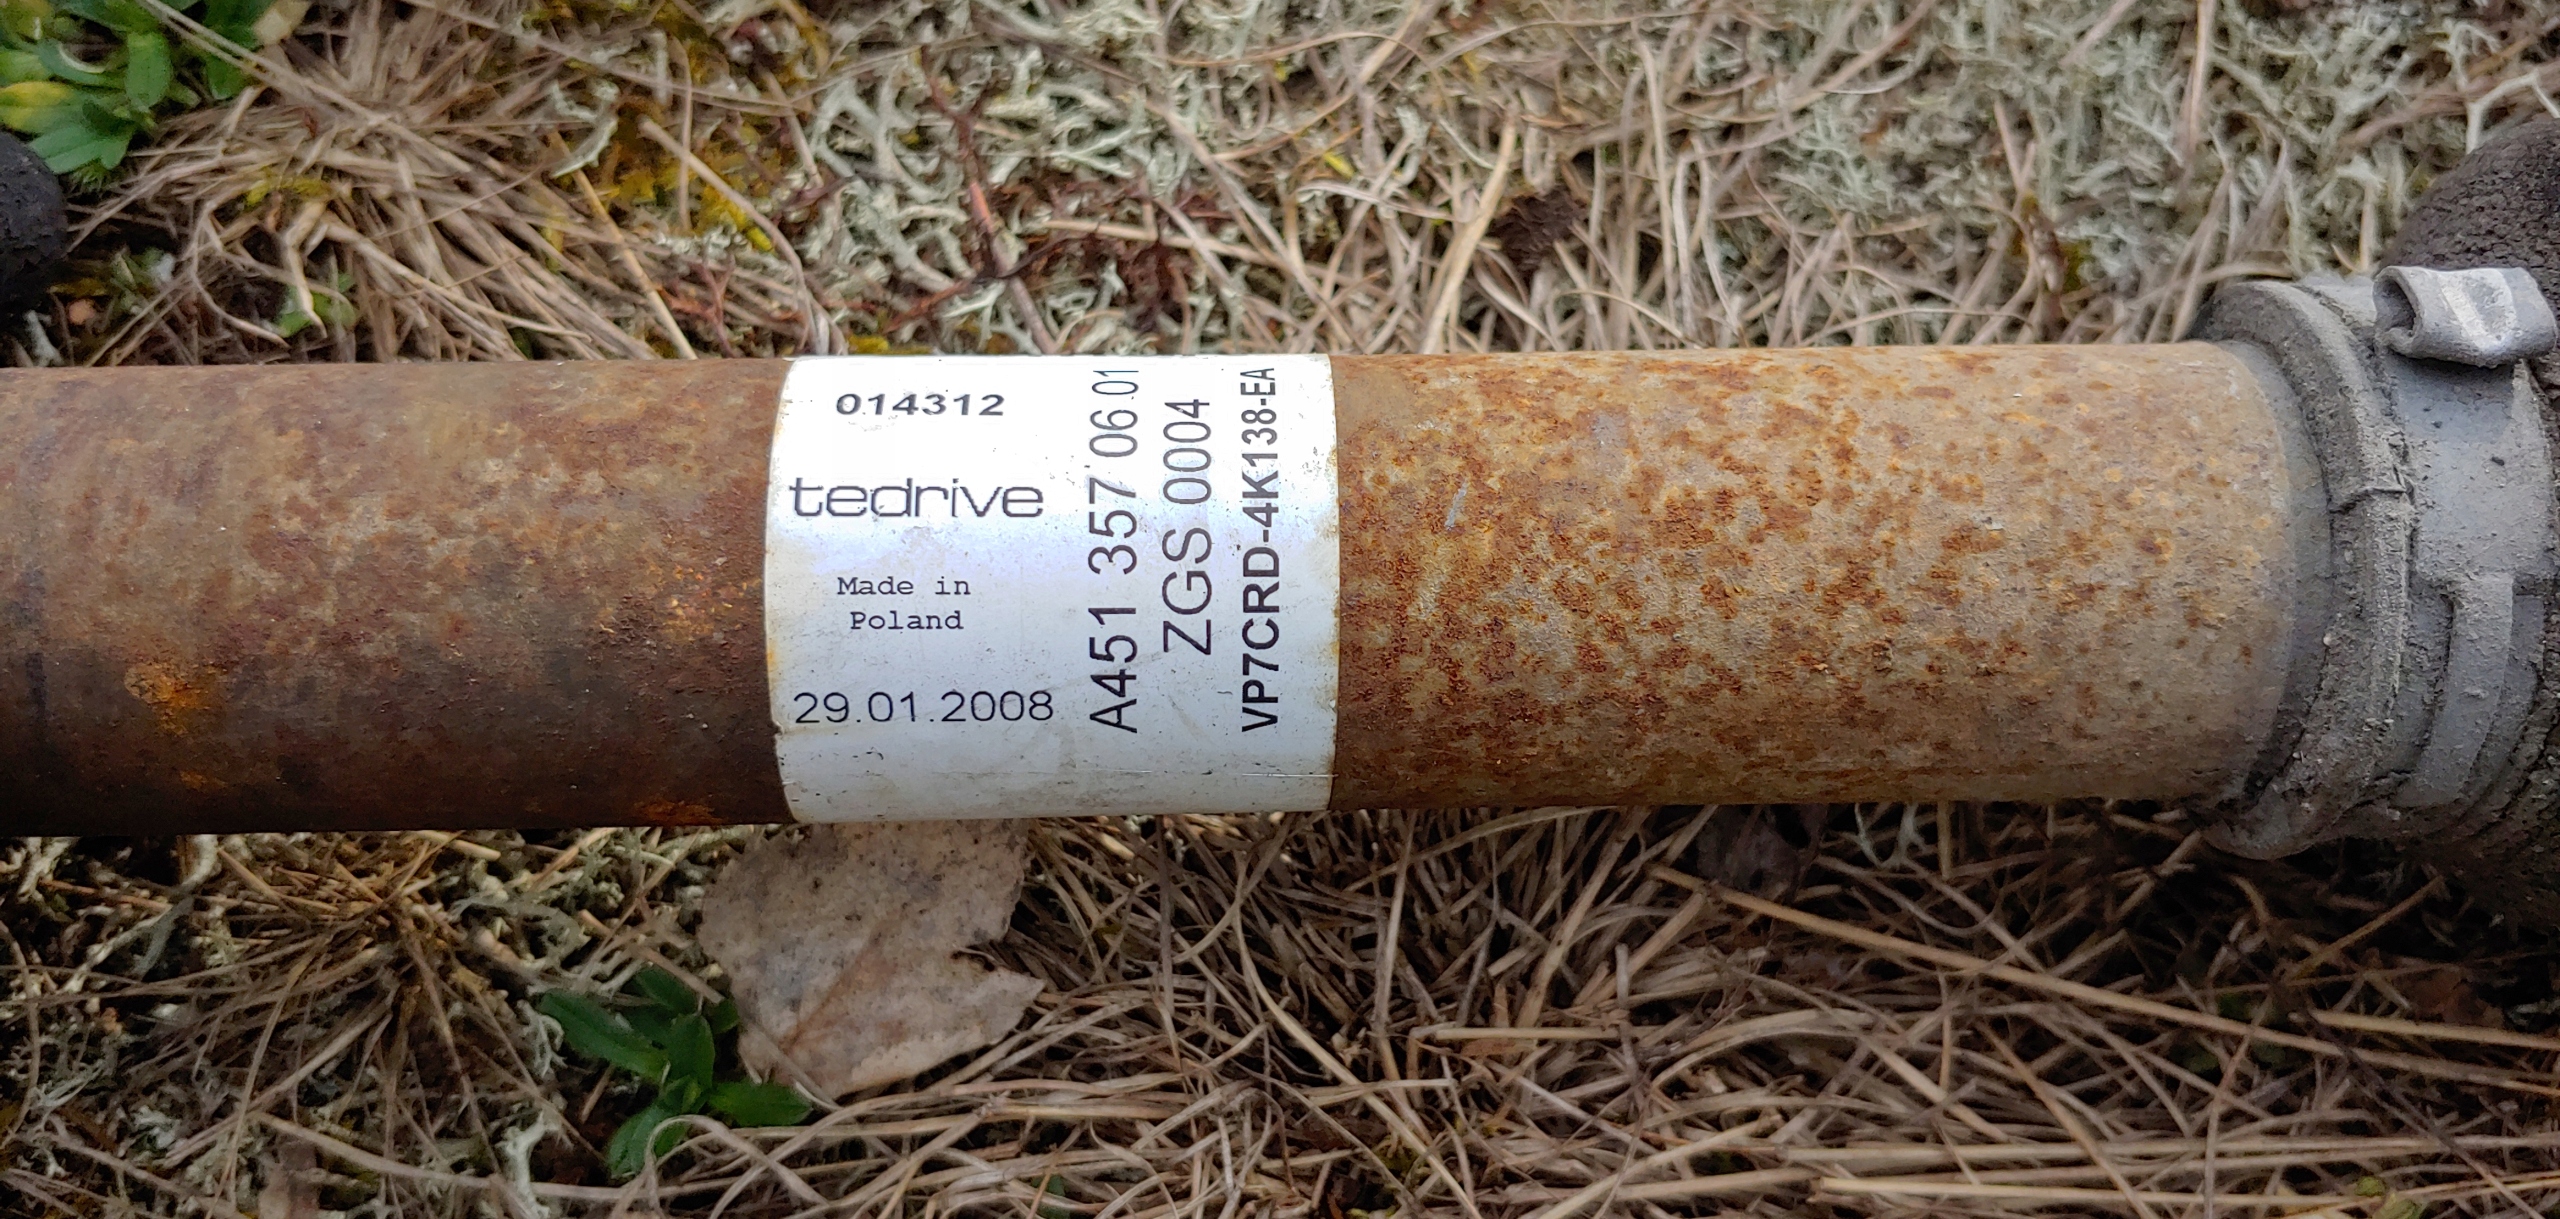 014312
tedrive
Made in
Poland
29.01.2008
A451 357 06 01
ZGS 0004
VP7CRD-4K138-EA